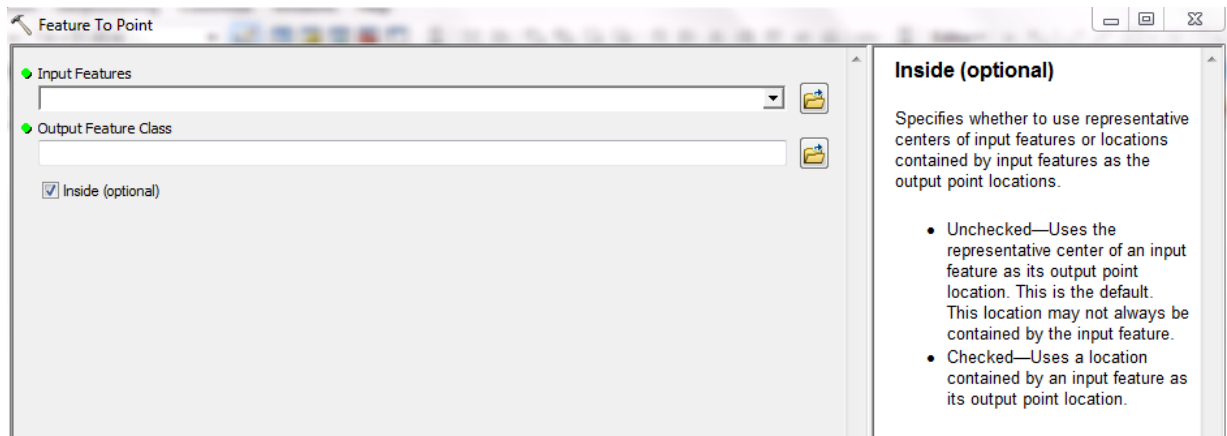 Feature To Point
Input Features
Output Feature Class
Inside (optional)
Inside (optional)
Specifies whether to use representative
centers of input features or locations
contained by input features as the
output point locations.
• Unchecked—Uses the
representative center of an input
feature as its output point
location. This is the default.
This location may not always be
contained by the input feature.
• Checked—Uses a location
contained by an input feature as
its output point location.